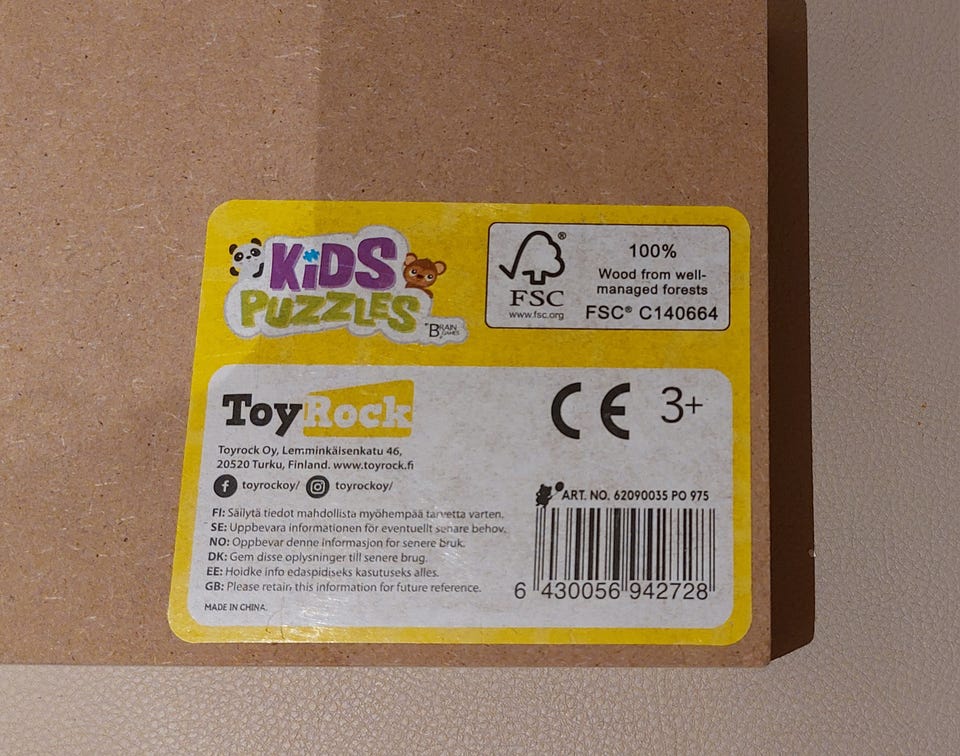 KiDS
PUZZLES
BRAIN
GAMES
FSC®
www.fsc.org
100%
Wood from well-
managed forests
FSC® C140664
ToyRock
Toyrock Oy, Lemminkäisenkatu 46,
20520 Turku, Finland. www.toyrock.fi
toyrockoy/ toyrockoy/
FI: Säilytä tiedot mahdollista myöhempää tarvetta varten.
SE: Uppbevara informationen för eventuellt senare behov.
NO: Oppbevar denne informasjon for senere bruk.
DK: Gem disse oplysninger till senere brug.
EE: Hoidke info edaspidiseks kasutuseks alles.
GB: Please retain this information for future reference.
MADE IN CHINA.
CE 3+
ART. NO. 62090035 PO 975
6 430056 942728